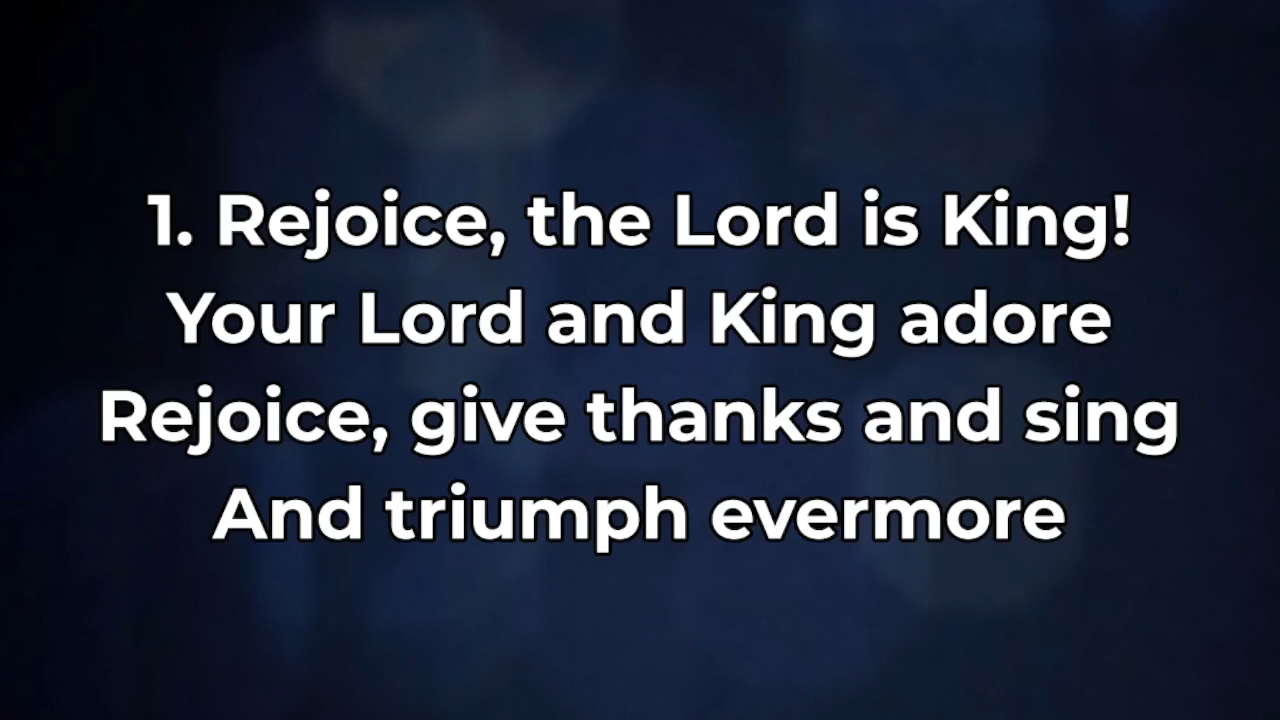 1. Rejoice, the Lord is King!
Your Lord and King adore
Rejoice, give thanks and sing
And triumph evermore